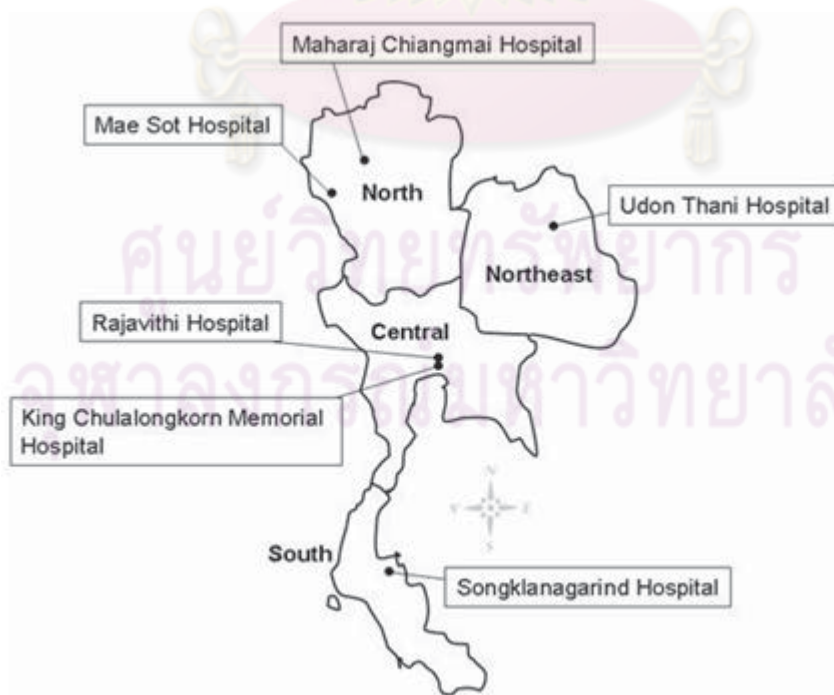 Maharaj Chiangmai Hospital
Mae Sot Hospital
North
Udon Thani Hospital
ศูนย์วิทยทรัพยากร
Northeast
Rajavithi Hospital
Central
จุฬาลงกรณ์มหาวิทยาลั
King Chulalongkorn Memorial
Hospital
N
E
S
South
Songklanagarind Hospital